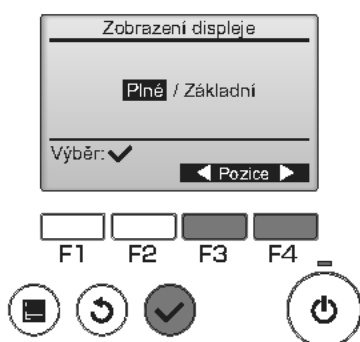 Zobrazení displeje
Plné / Základní
Výběr:✔
◀ Pozice ▶
F1 F2 F3 F4